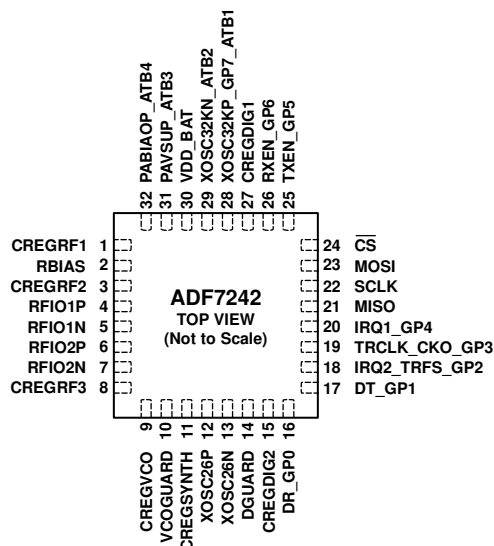 32 PABIAOP_ATB4
31 PAVSUP_ATB3
30 VDD_BAT
29 XOSC32KN_ATB2
28 XOSC32KP_GP7_ATB1
27 CREGDIG1
26 RXEN_GP6
25 TXEN_GP5
CREGRF1 1
RBIAS 2
CREGRF2 3
RFIO1P 4
RFIO1N 5
RFIO2P 6
RFIO2N 7
CREGRF3 8
ADF7242
TOP VIEW
(Not to Scale)
24 CS
23 MOSI
22 SCLK
21 MISO
20 IRQ1_GP4
19 TRCLK_CKO_GP3
18 IRQ2_TRFS_GP2
17 DT_GP1
CREGVCO 9
VCOGUARD 10
CREGSYNTH 11
XOSC26P 12
XOSC26N 13
DGUARD 14
CREGDIG2 15
DR_GP0 16